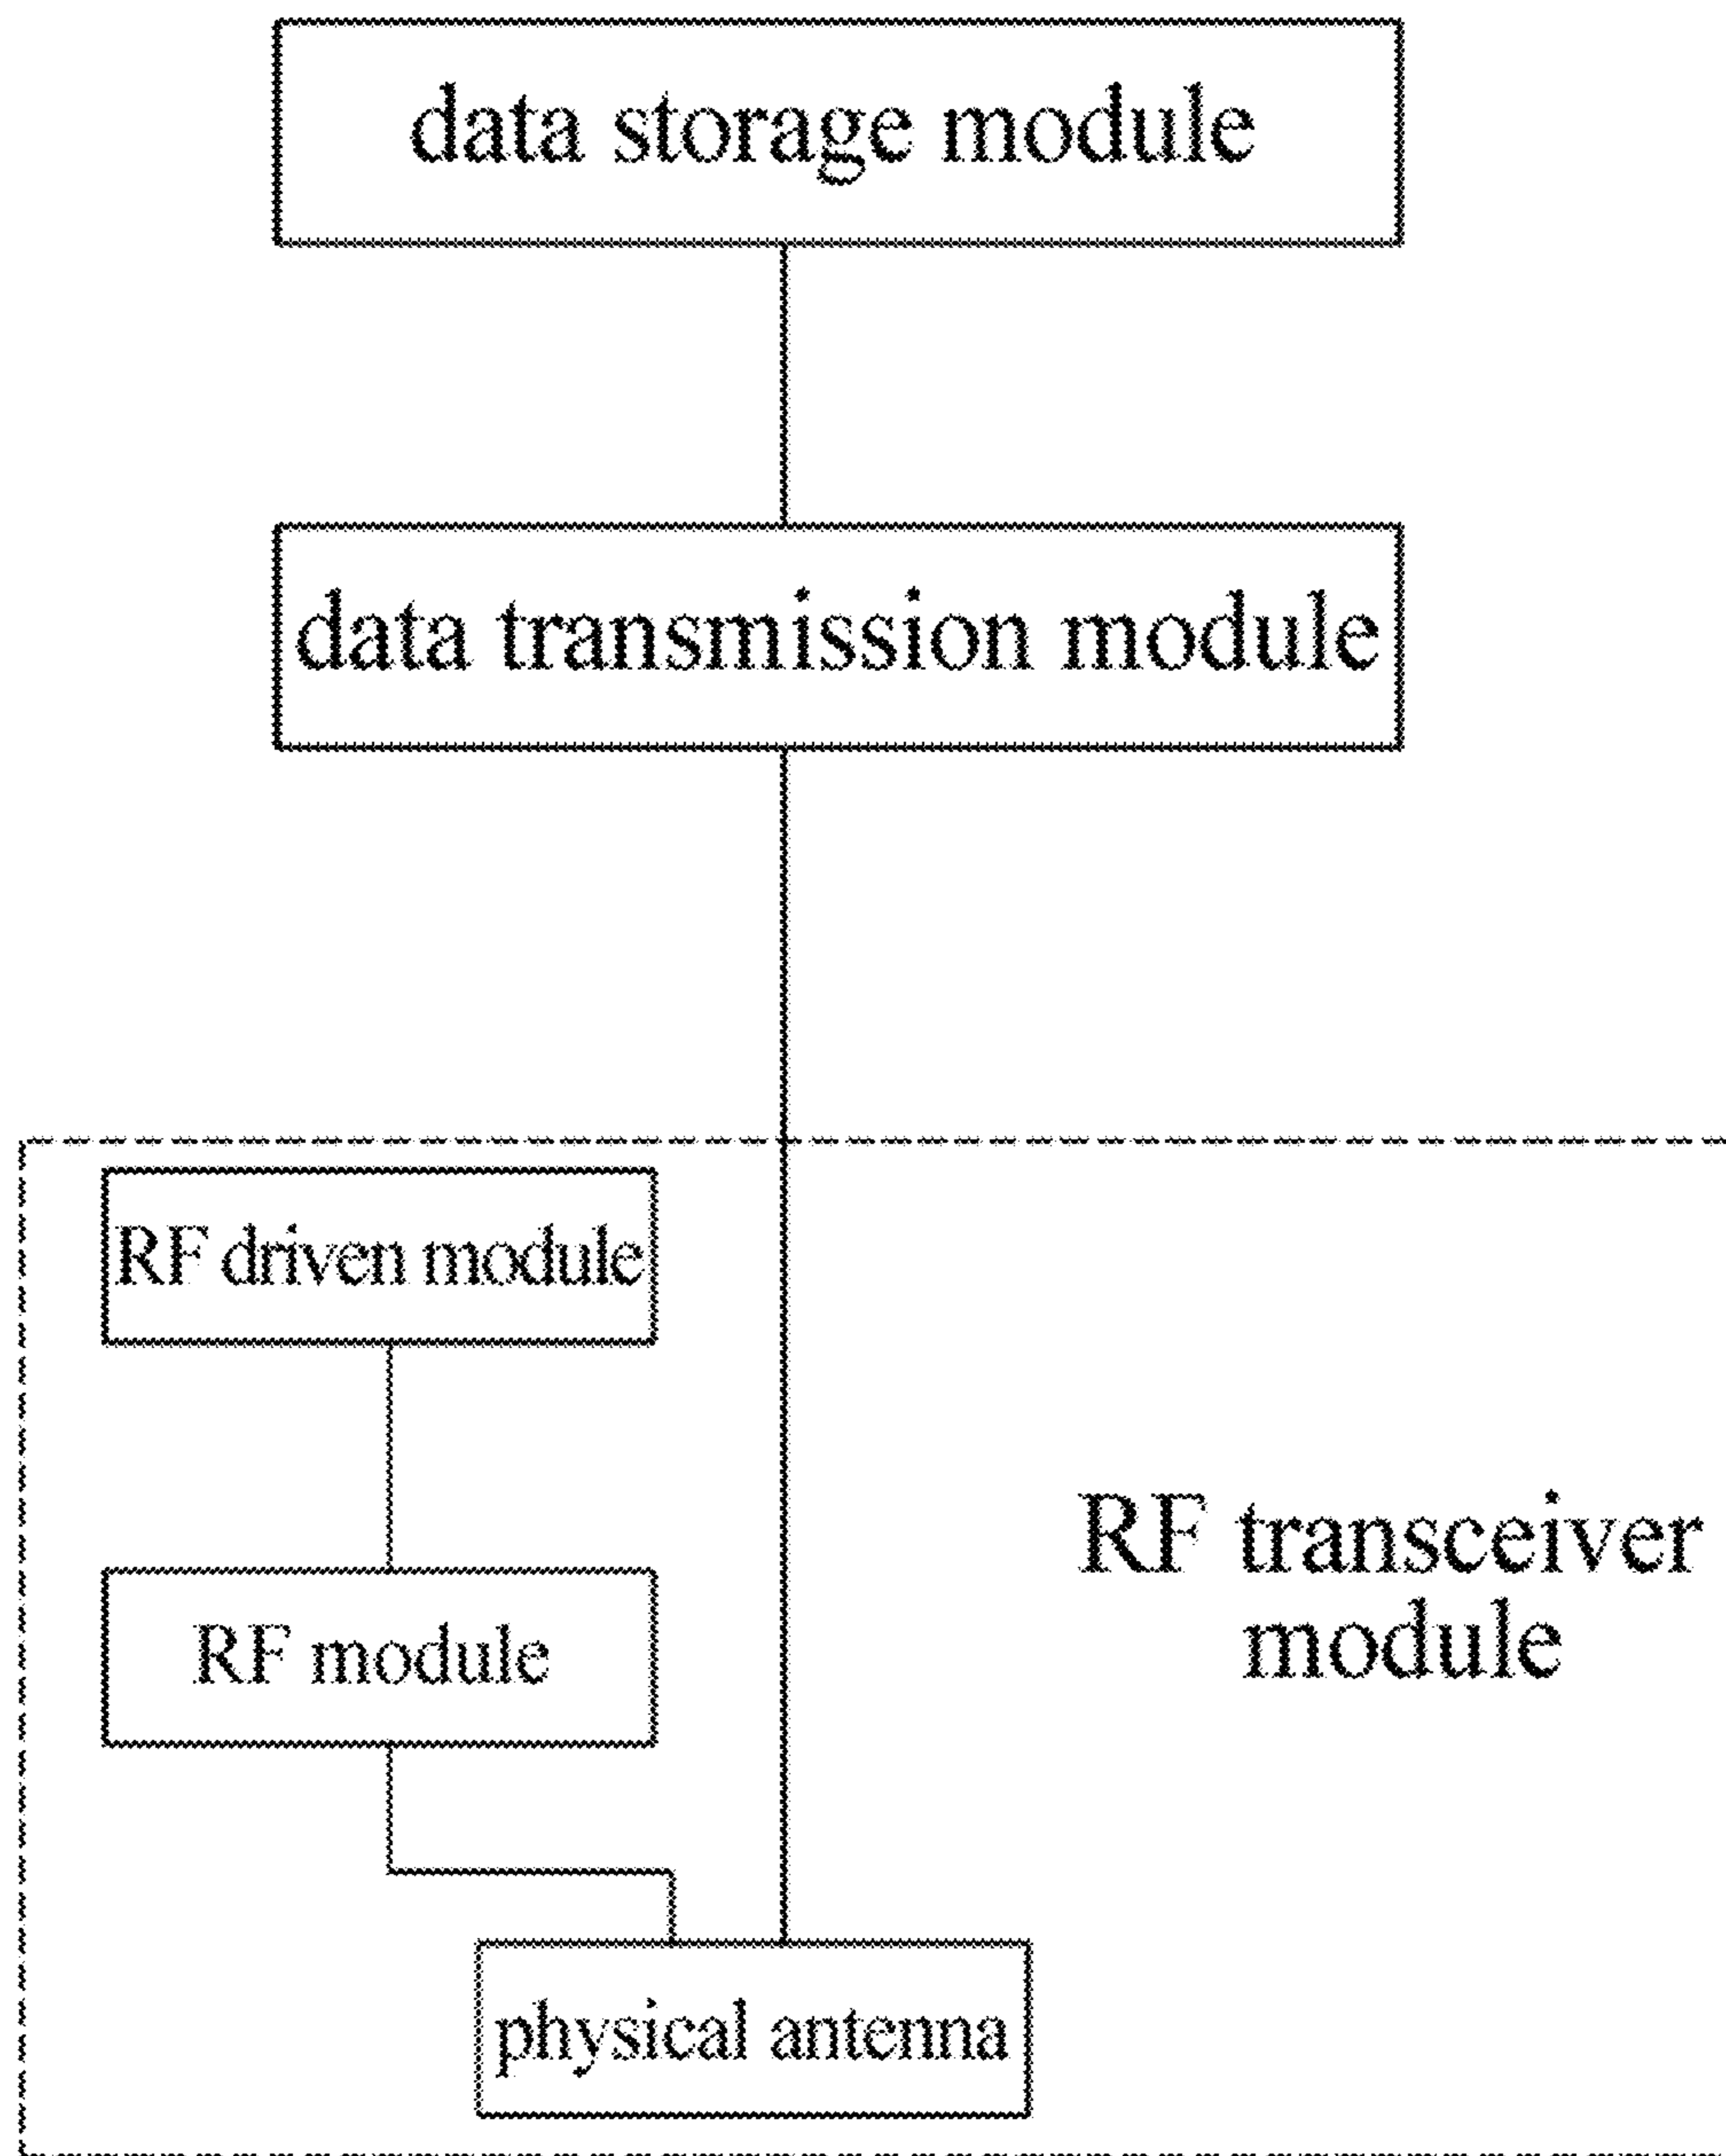 data storage module
data transmission module
RF driven module
RF transceiver
module
RF module
physical antenna